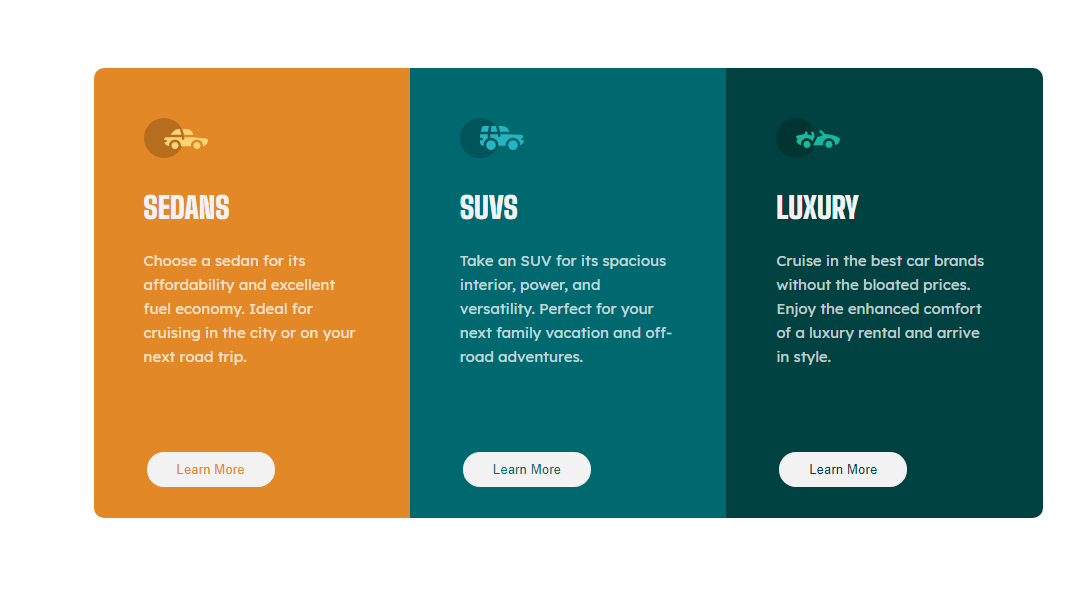 SEDANS
Choose a sedan for its
affordability and excellent
fuel economy. Ideal for
cruising in the city or on your
next road trip.
Learn More
SUVS
Take an SUV for its spacious
interior, power, and
versatility. Perfect for your
next family vacation and off-
road adventures.
Learn More
LUXURY
Cruise in the best car brands
without the bloated prices.
Enjoy the enhanced comfort
of a luxury rental and arrive
in style.
Learn More